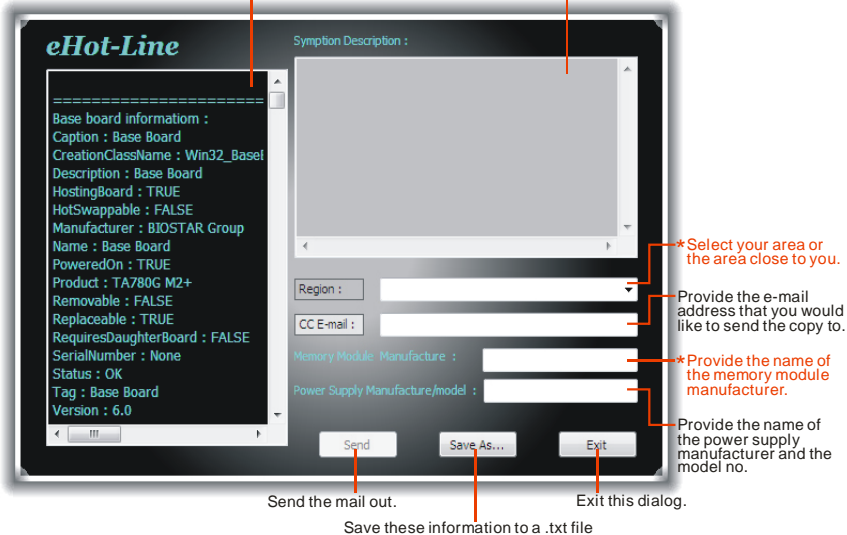 eHot-Line
Symption Description :
=======================
Base board informatiom :
Caption : Base Board
CreationClassName : Win32_BaseB
Description : Base Board
HostingBoard : TRUE
HotSwappable : FALSE
Manufacturer : BIOSTAR Group
Name : Base Board
PoweredOn : TRUE
Product : TA780G M2+
Removable : FALSE
Replaceable : TRUE
RequiresDaughterBoard : FALSE
SerialNumber : None
Status : OK
Tag : Base Board
Version : 6.0
Region :
CC E-mail :
Memory Module Manufacture :
Power Supply Manufacture/model :
Send
Save As...
Exit
*Select your area or
the area close to you.
Provide the e-mail
address that you would
like to send the copy to.
*Provide the name of
the memory module
manufacturer.
Provide the name of
the power supply
manufacturer and the
model no.
Send the mail out.
Exit this dialog.
Save these information to a .txt file